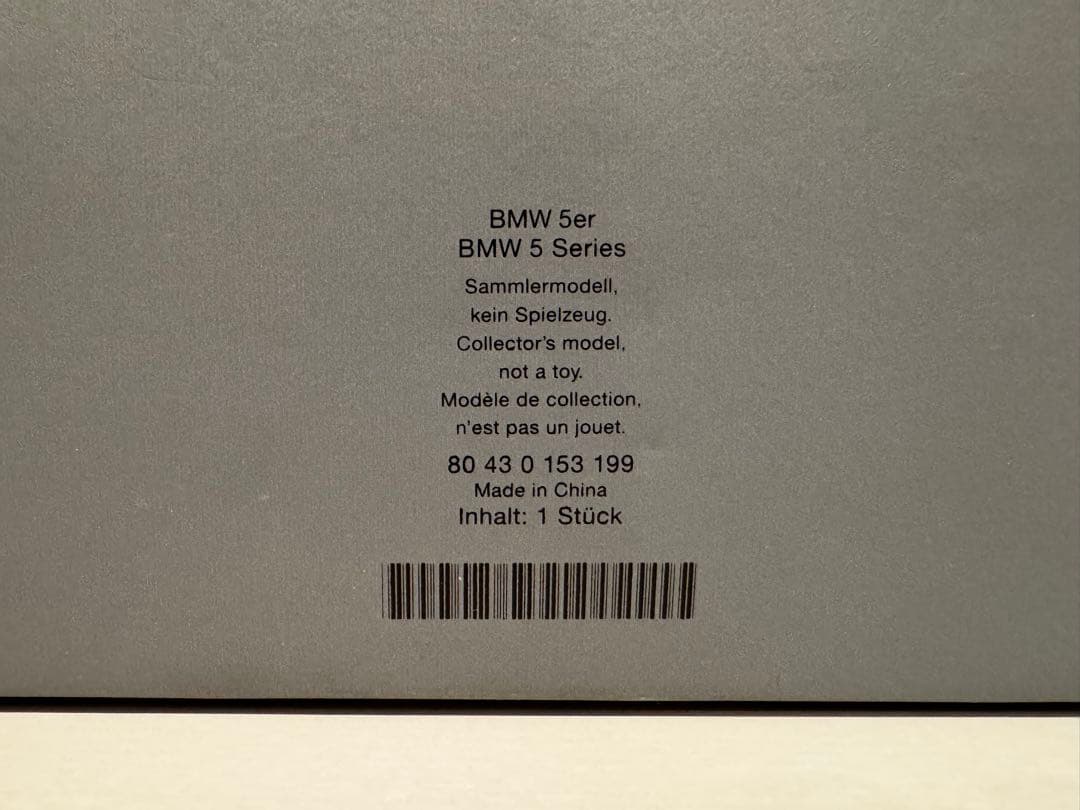 BMW 5er
BMW 5 Series
Sammlermodell,
kein Spielzeug.
Collector's model,
not a toy.
Modèle de collection,
n'est pas un jouet.
80 43 0 153 199
Made in China
Inhalt: 1 Stück